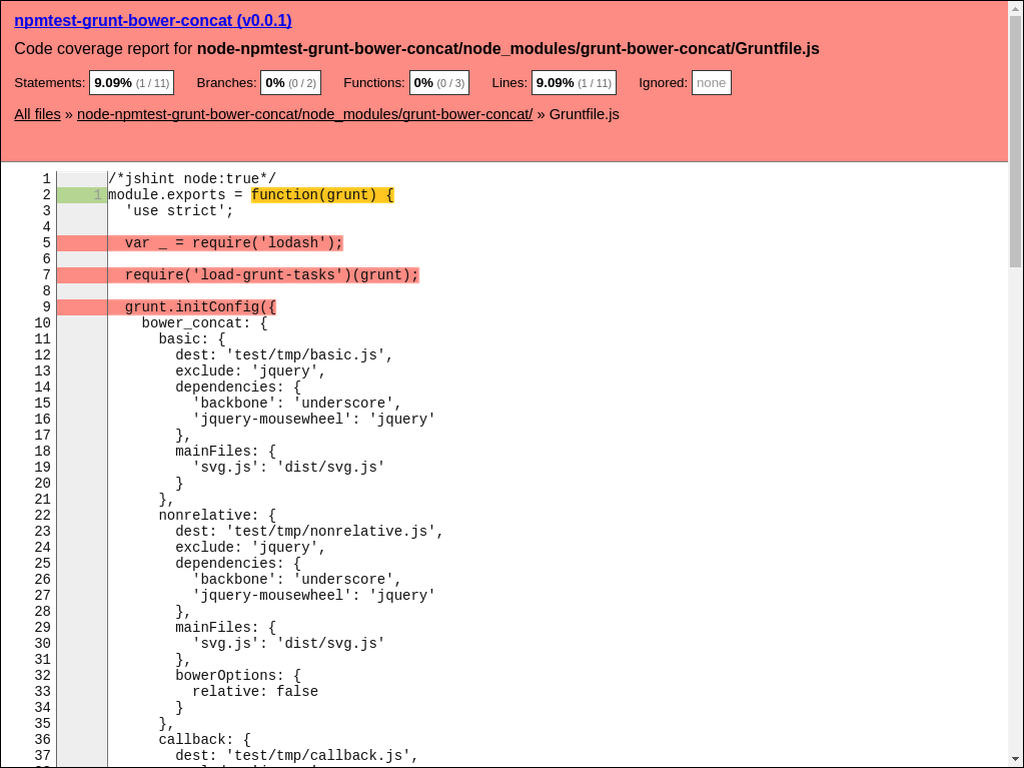 npmtest-grunt-bower-concat (v0.0.1)
Code coverage report for node-npmtest-grunt-bower-concat/node_modules/grunt-bower-concat/Gruntfile.js
Statements: 9.09% (1 / 11) Branches: 0% (0 / 2) Functions: 0% (0 / 3) Lines: 9.09% (1 / 11) Ignored: none
All files » node-npmtest-grunt-bower-concat/node_modules/grunt-bower-concat/ » Gruntfile.js
1 /*jshint node:true*/
2 1 module.exports = function(grunt) {
3 'use strict';
4
5 var _ = require('lodash');
6
7 require('load-grunt-tasks')(grunt);
8
9 grunt.initConfig({
10 bower_concat: {
11 basic: {
12 dest: 'test/tmp/basic.js',
13 exclude: 'jquery',
14 dependencies: {
15 'backbone': 'underscore',
16 'jquery-mousewheel': 'jquery'
17 },
18 mainFiles: {
19 'svg.js': 'dist/svg.js'
20 }
21 },
22 nonrelative: {
23 dest: 'test/tmp/nonrelative.js',
24 exclude: 'jquery',
25 dependencies: {
26 'backbone': 'underscore',
27 'jquery-mousewheel': 'jquery'
28 },
29 mainFiles: {
30 'svg.js': 'dist/svg.js'
31 },
32 bowerOptions: {
33 relative: false
34 }
35 },
36 callback: {
37 dest: 'test/tmp/callback.js',